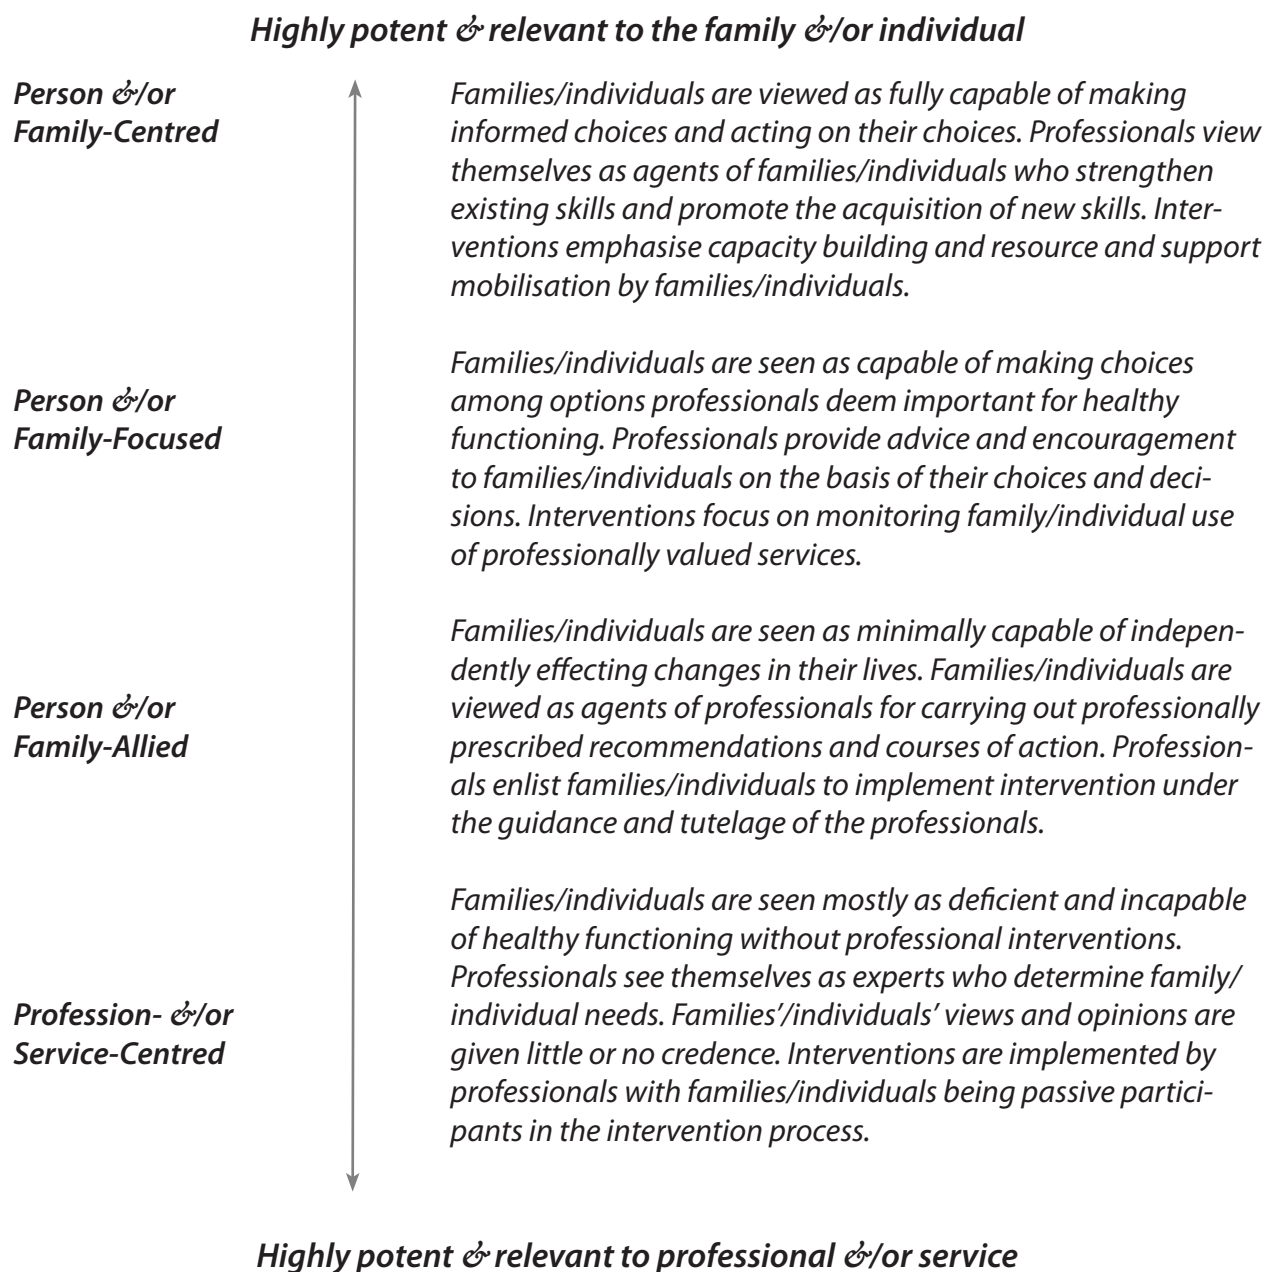 Highly potent & relevant to the family &/or individual
Person &/or
Family-Centred
Families/individuals are viewed as fully capable of making
informed choices and acting on their choices. Professionals view
themselves as agents of families/individuals who strengthen
existing skills and promote the acquisition of new skills. Inter-
ventions emphasise capacity building and resource and support
mobilisation by families/individuals.
Person &/or
Family-Focused
Families/individuals are seen as capable of making choices
among options professionals deem important for healthy
functioning. Professionals provide advice and encouragement
to families/individuals on the basis of their choices and deci-
sions. Interventions focus on monitoring family/individual use
of professionally valued services.
Person &/or
Family-Allied
Families/individuals are seen as minimally capable of indepen-
dently effecting changes in their lives. Families/individuals are
viewed as agents of professionals for carrying out professionally
prescribed recommendations and courses of action. Profession-
als enlist families/individuals to implement intervention under
the guidance and tutelage of the professionals.
Profession- &/or
Service-Centred
Families/individuals are seen mostly as deficient and incapable
of healthy functioning without professional interventions.
Professionals see themselves as experts who determine family/
individual needs. Families’/individuals’ views and opinions are
given little or no credence. Interventions are implemented by
professionals with families/individuals being passive partici-
pants in the intervention process.
Highly potent & relevant to professional &/or service